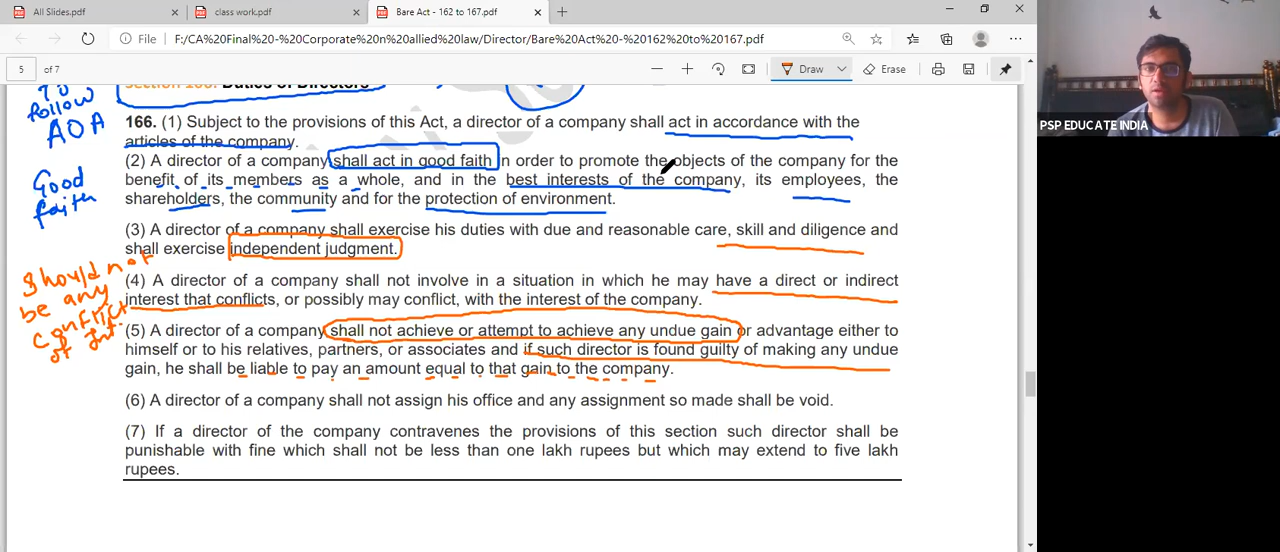 All Slides.pdf
class work.pdf
Bare Act - 162 to 167.pdf
File
F:/CA%20Final%20-%20Corporate%20n%20allied%20law/Director/Bare%20Act%20-%20162%20to%20167.pdf
5
of 7
Draw
Erase
PSP EDUCATE INDIA
To
follow
AOA
166. (1) Subject to the provisions of this Act, a director of a company shall act in accordance with the
articles of the company.
(2) A director of a company shall act in good faith in order to promote the objects of the company for the
benefit of its members as a whole, and in the best interests of the company, its employees, the
shareholders, the community and for the protection of environment.
Good
faith
(3) A director of a company shall exercise his duties with due and reasonable care, skill and diligence and
shall exercise independent judgment.
(4) A director of a company shall not involve in a situation in which he may have a direct or indirect
interest that conflicts, or possibly may conflict, with the interest of the company.
Should not
be any
conflict
of Int.
(5) A director of a company shall not achieve or attempt to achieve any undue gain or advantage either to
himself or to his relatives, partners, or associates and if such director is found guilty of making any undue
gain, he shall be liable to pay an amount equal to that gain to the company.
(6) A director of a company shall not assign his office and any assignment so made shall be void.
(7) If a director of the company contravenes the provisions of this section such director shall be
punishable with fine which shall not be less than one lakh rupees but which may extend to five lakh
rupees.